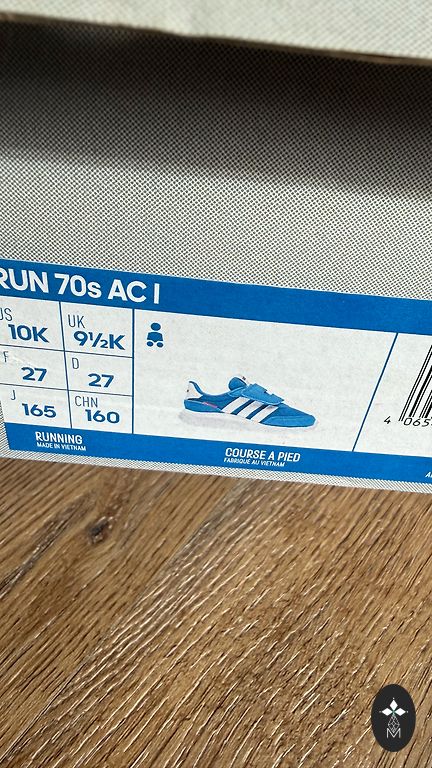 RUN 70s AC I
US 10K UK 9½K
F 27 D 27
J 165 CHN 160
RUNNING
MADE IN VIETNAM
COURSE A PIED
FABRIQUÉ AU VIETNAM
M